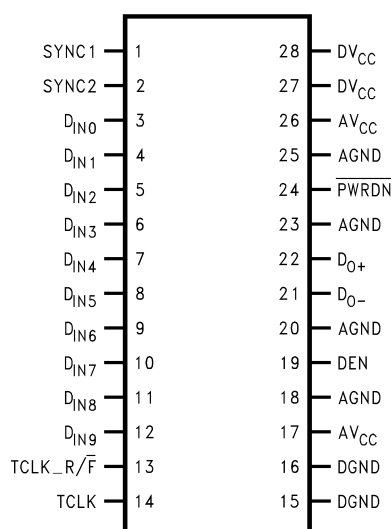 SYNC1 1 28 DVCC
SYNC2 2 27 DVCC
DIN0 3 26 AVCC
DIN1 4 25 AGND
DIN2 5 24 P̅W̅R̅D̅N̅
DIN3 6 23 AGND
DIN4 7 22 DO+
DIN5 8 21 DO−
DIN6 9 20 AGND
DIN7 10 19 DEN
DIN8 11 18 AGND
DIN9 12 17 AVCC
TCLK_R/F̅ 13 16 DGND
TCLK 14 15 DGND